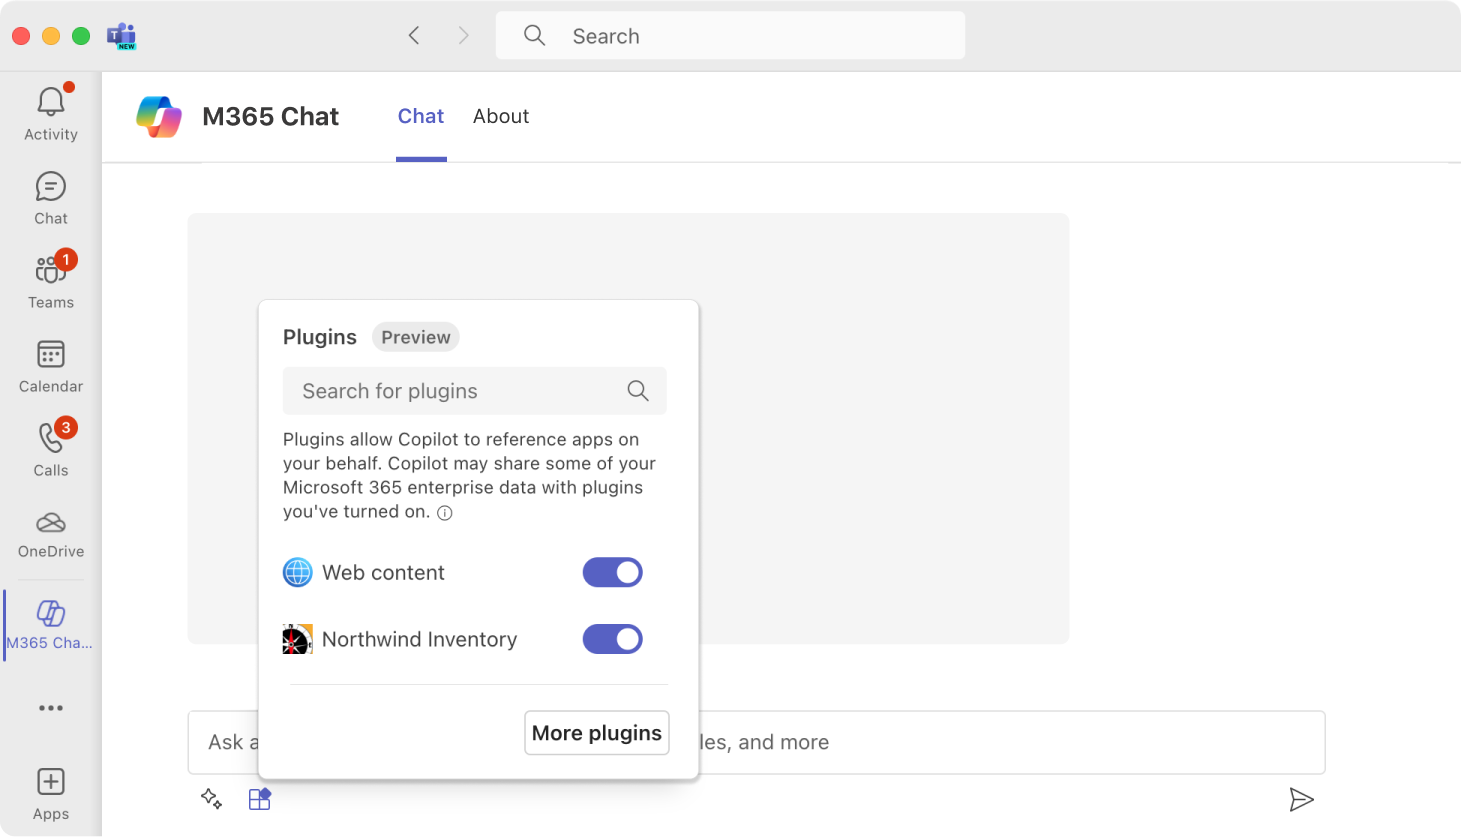 T
NEW
Search
Activity
Chat
1
Teams
Calendar
3
Calls
OneDrive
M365 Cha...
Apps
M365 Chat
Chat
About
Plugins
Preview
Search for plugins
Plugins allow Copilot to reference apps on
your behalf. Copilot may share some of your
Microsoft 365 enterprise data with plugins
you've turned on.
Web content
Northwind Inventory
More plugins
Ask a
les, and more